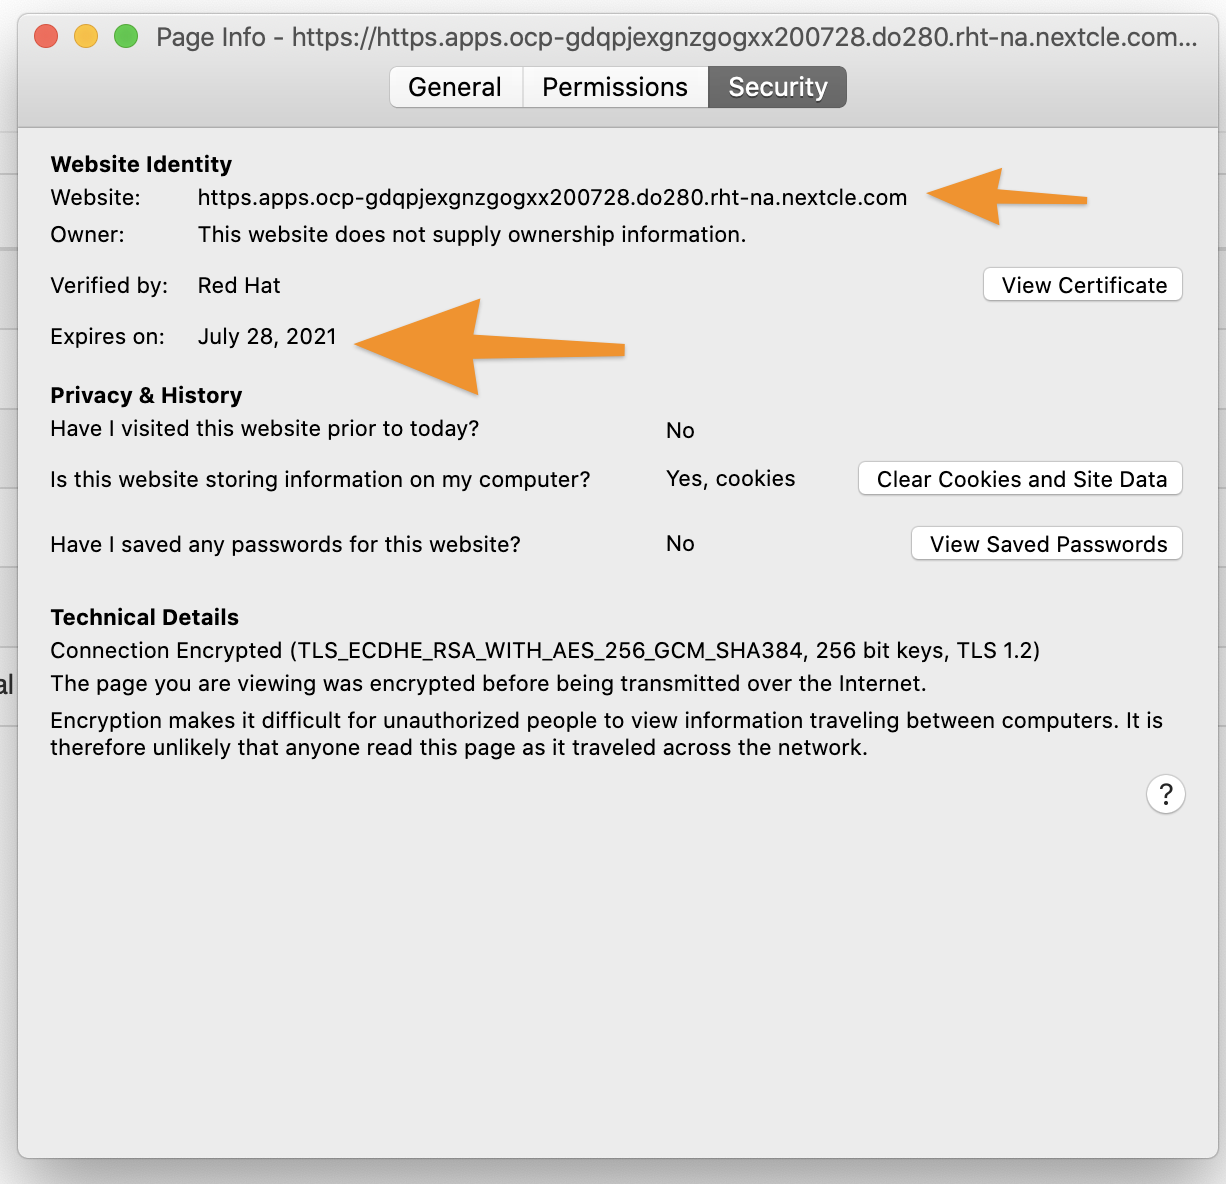 Page Info - https://https.apps.ocp-gdqpjexgnzgogxx200728.do280.rht-na.nextcle.com...
General Permissions Security
Website Identity
Website: https.apps.ocp-gdqpjexgnzgogxx200728.do280.rht-na.nextcle.com
Owner: This website does not supply ownership information.
Verified by: Red Hat View Certificate
Expires on: July 28, 2021
Privacy & History
Have I visited this website prior to today? No
Is this website storing information on my computer? Yes, cookies Clear Cookies and Site Data
Have I saved any passwords for this website? No View Saved Passwords
Technical Details
Connection Encrypted (TLS_ECDHE_RSA_WITH_AES_256_GCM_SHA384, 256 bit keys, TLS 1.2)
al
The page you are viewing was encrypted before being transmitted over the Internet.
Encryption makes it difficult for unauthorized people to view information traveling between computers. It is
therefore unlikely that anyone read this page as it traveled across the network.
?